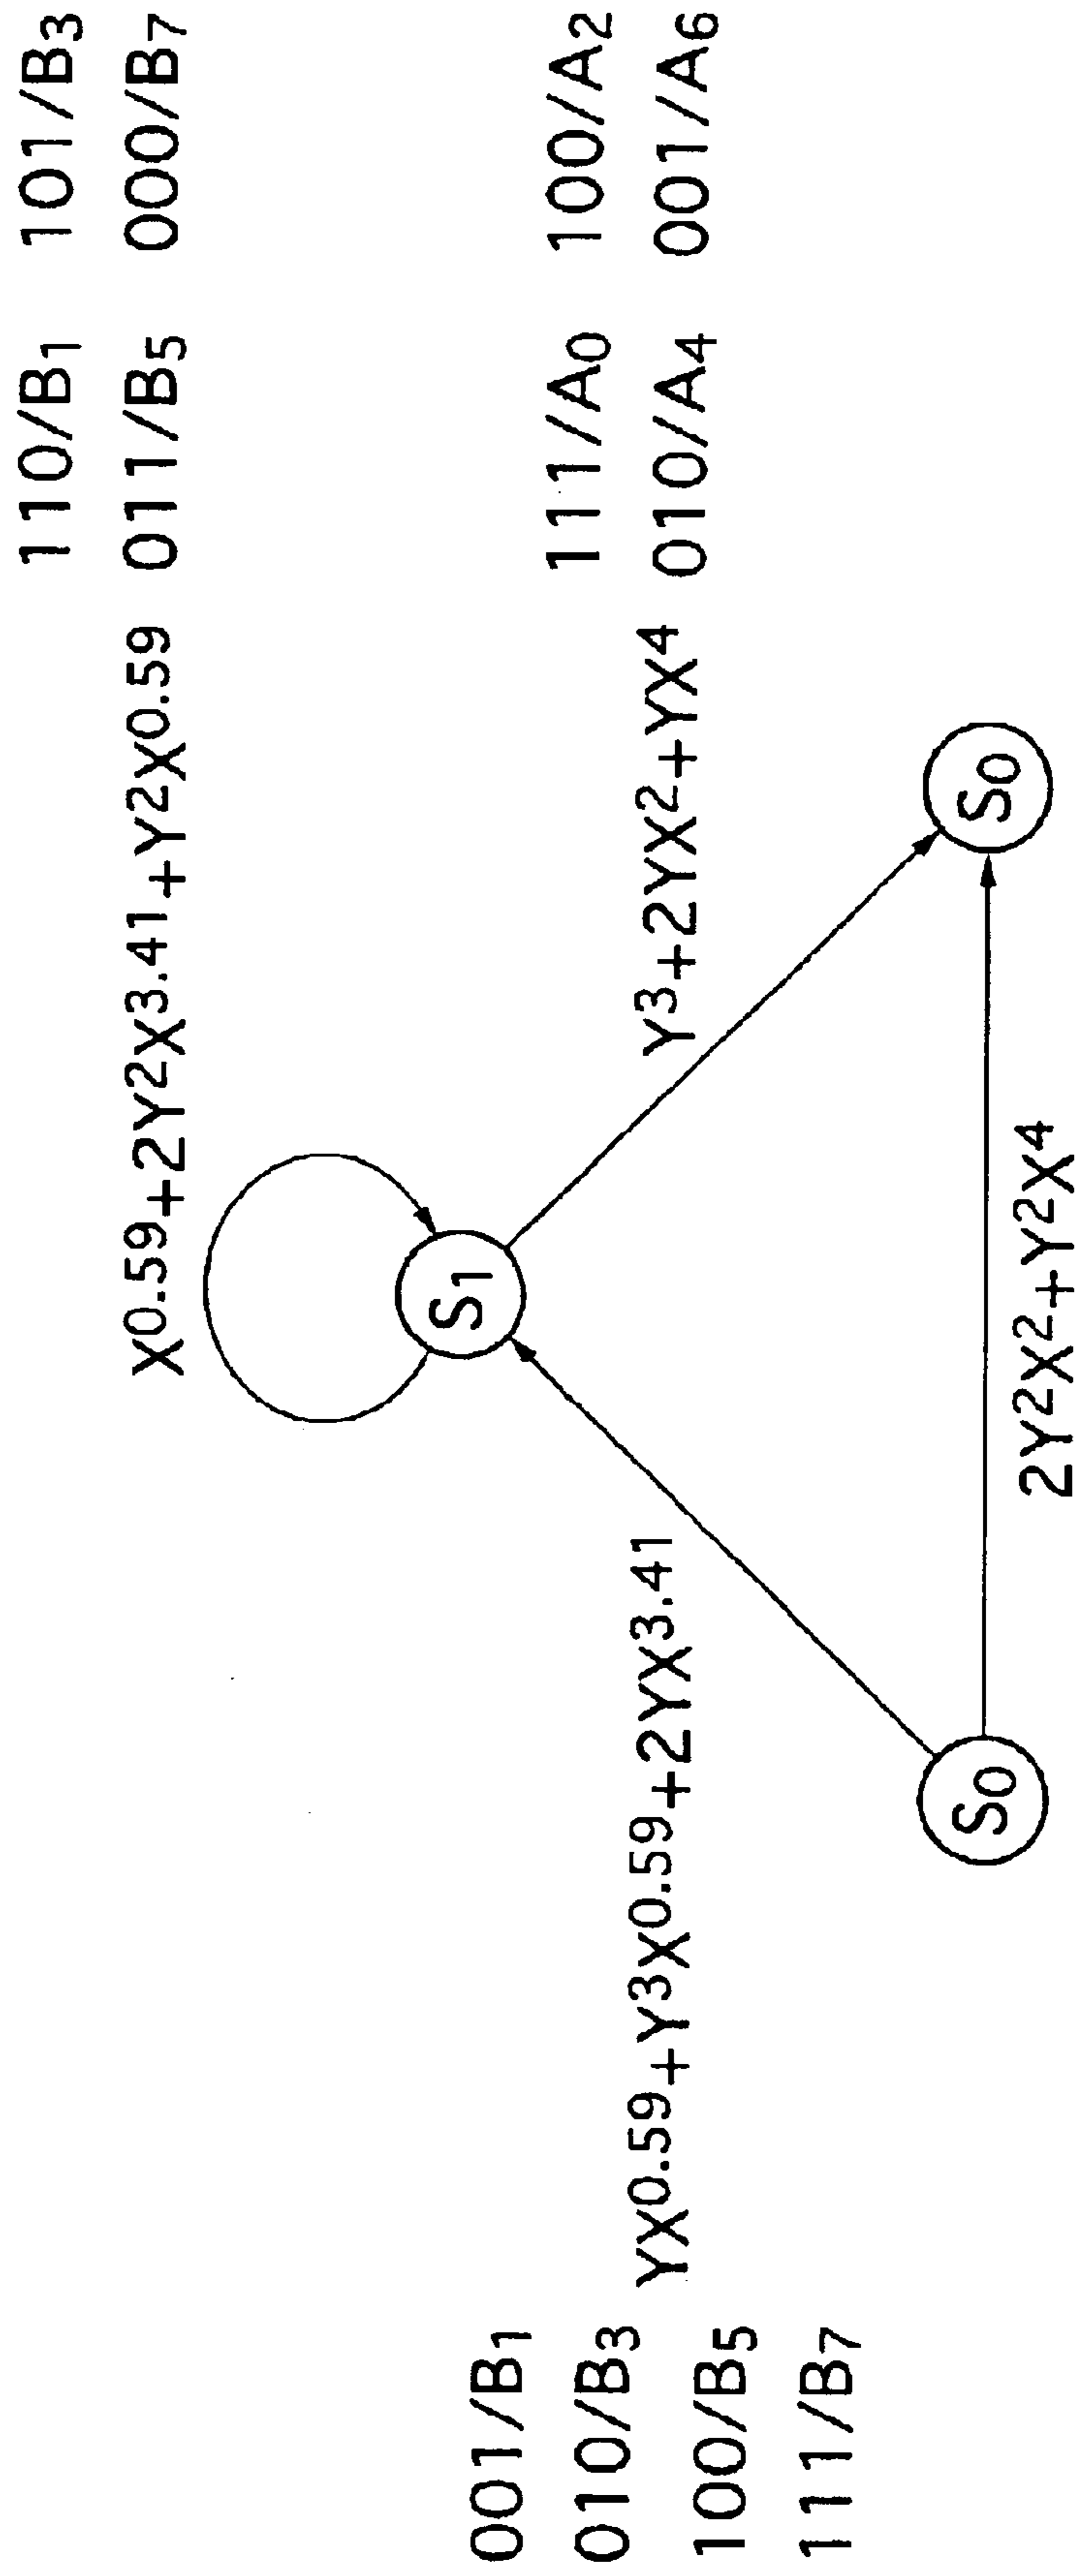 110/B1 101/B3
X0.59+2Y2X3.41+Y2X0.59 011/B5 000/B7
S1
001/B1
010/B3
100/B5
111/B7
YX0.59+Y3X0.59+2YX3.41
111/A0 100/A2
Y3+2YX2+YX4 010/A4 001/A6
S0
S0
2Y2X2+Y2X4